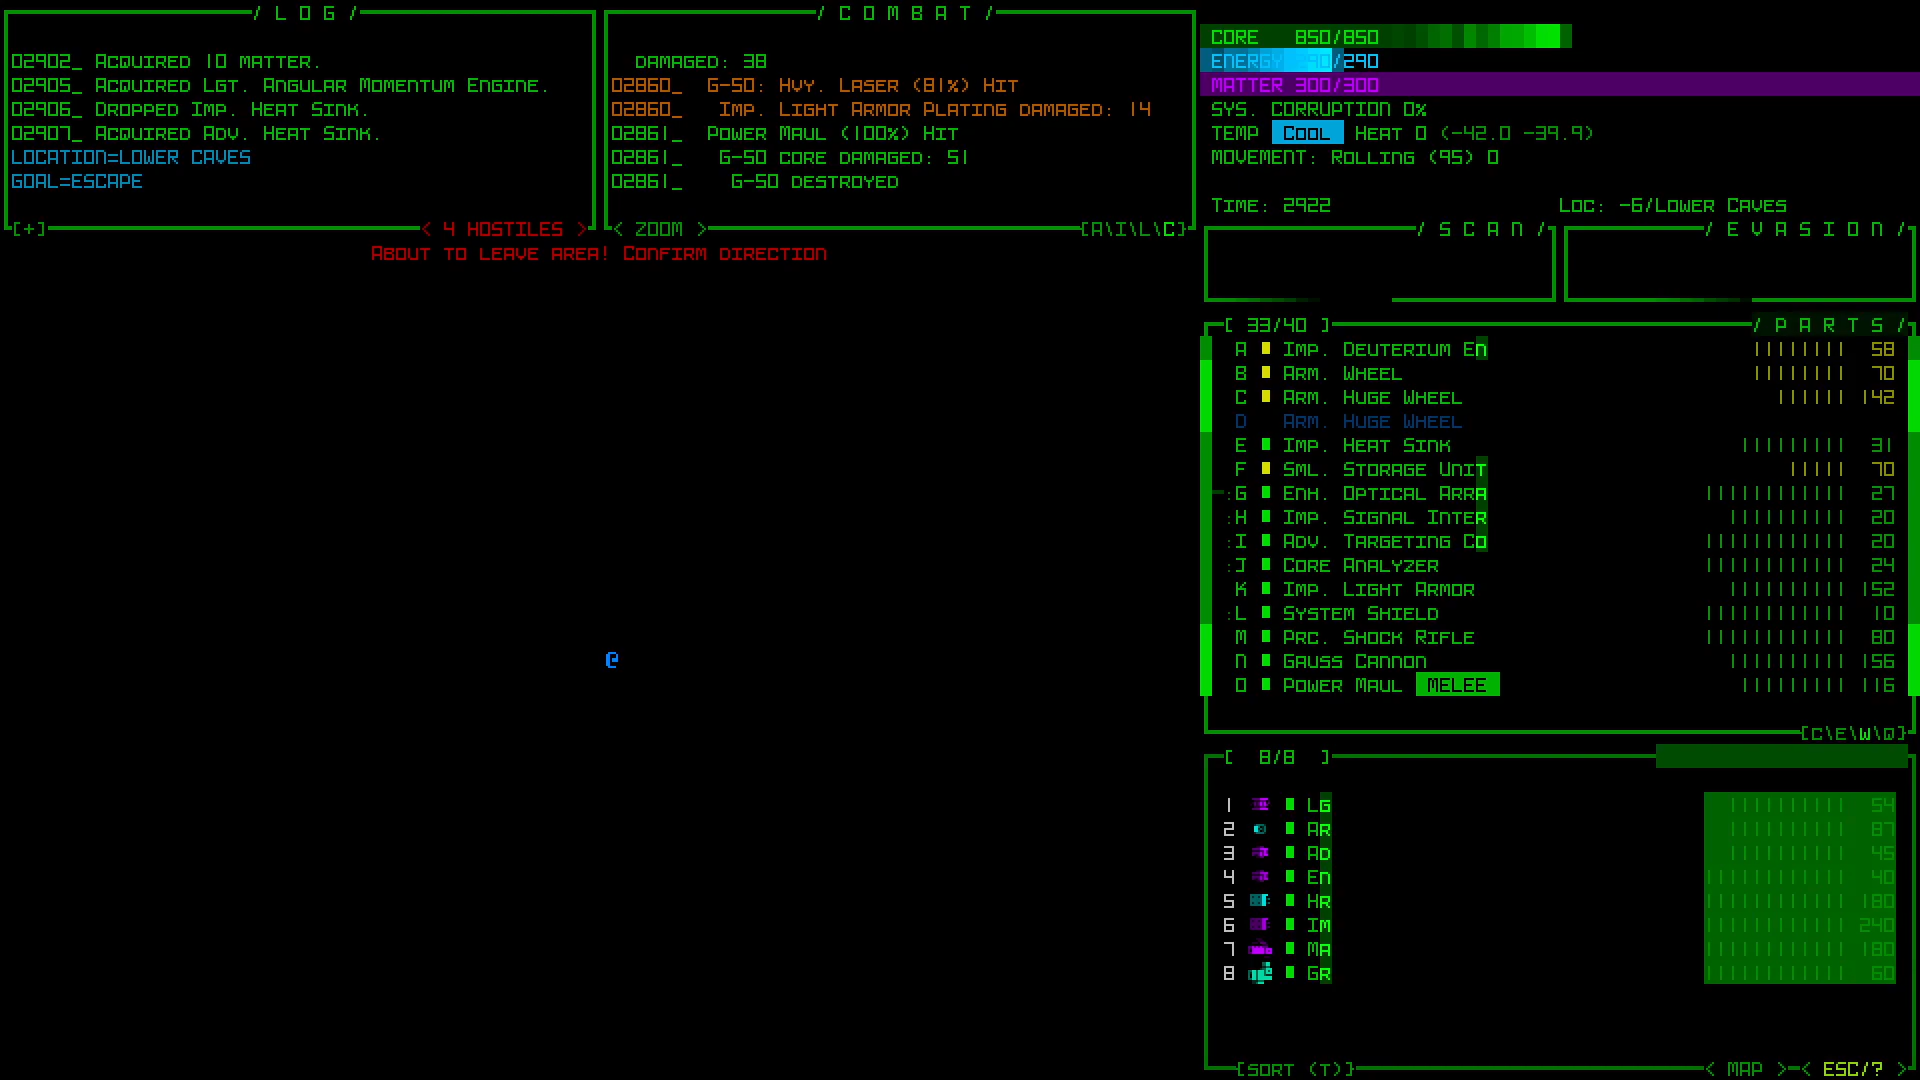 / L O G /
02902_ Acquired 10 matter.
02905_ Acquired Lgt. Angular Momentum Engine.
02906_ Dropped Imp. Heat Sink.
02907_ Acquired Adv. Heat Sink.
LOCATION=LOWER CAVES
GOAL=ESCAPE
[+]
< 4 HOSTILES >
/ C O M B A T /
damaged: 38
02860_ G-50: Hvy. Laser (81%) Hit
02860_ Imp. Light Armor Plating damaged: 14
02861_ Power Maul (100%) Hit
02861_ G-50 core damaged: 51
02861_ G-50 destroyed
< ZOOM >
[A\I\L\C]
About to leave area! Confirm direction
@
CORE 850/850
ENERGY /290
MATTER 300/300
Sys. Corruption 0%
Temp Cool Heat 0 (-42.0 -39.9)
Movement: Rolling (95) 0
Time: 2922
Loc: -6/Lower Caves
/ S C A N /
/ E V A S I O N /
[ 33/40 ]
/ P A R T S /
A Imp. Deuterium En 58
B Arm. Wheel 70
C Arm. Huge Wheel 142
D Arm. Huge Wheel
E Imp. Heat Sink 31
F Sml. Storage Unit 70
:G Enh. Optical Arra 27
:H Imp. Signal Inter 20
:I Adv. Targeting Co 20
:J Core Analyzer 24
K Imp. Light Armor 152
:L System Shield 10
M Prc. Shock Rifle 80
N Gauss Cannon 156
O Power Maul MELEE 116
[C\E\W\Q]
[ 8/8 ]
1 Lg 54
2 Ar 87
3 Ad 45
4 En 40
5 Hr 180
6 Im 240
7 Ma 180
8 Gr 60
[SORT (T)]
< MAP >
< ESC/? >